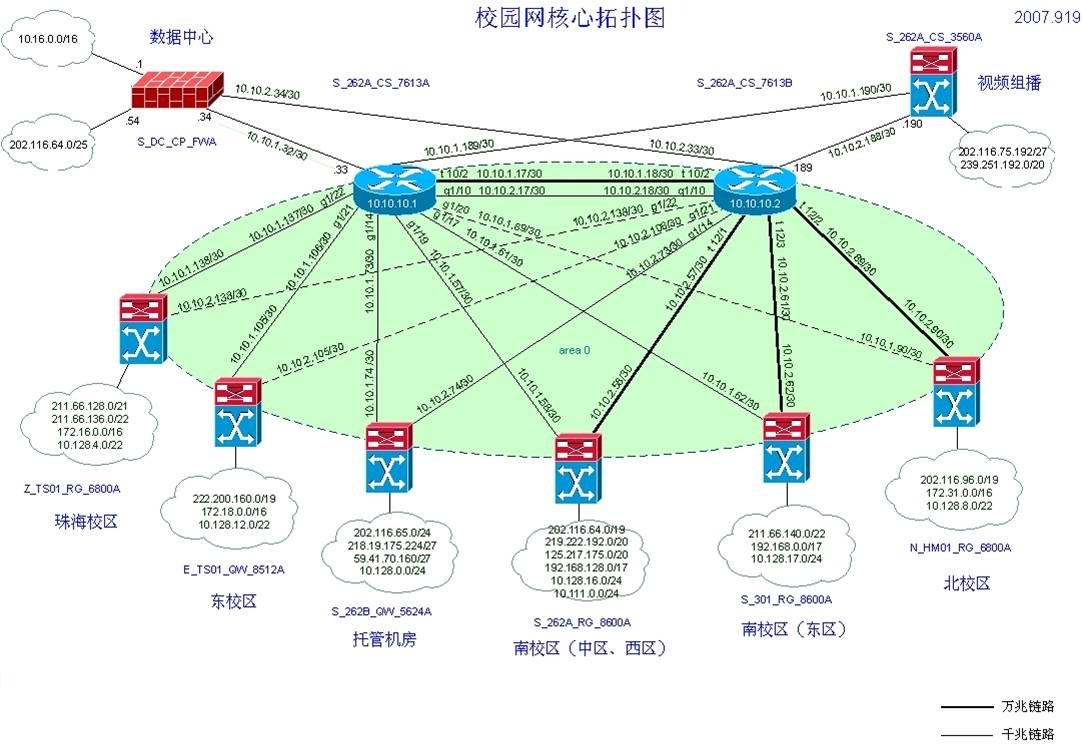 校园网核心拓扑图
2007.919
10.16.0.0/16
数据中心
S_262A_CS_3560A
.1
S_262A_CS_7613A
S_262A_CS_7613B
视频组播
10.10.2.34/30
10.10.1.190/30
.54
.34
.190
202.116.64.0/25
S_DC_CP_FWA
10.10.1.32/30
10.10.1.189/30
10.10.2.33/30
10.10.2.188/30
202.116.75.192/27
239.251.192.0/20
.33
.189
t 10/2 10.10.1.17/30
10.10.1.18/30 t 10/2
g1/10 10.10.2.17/30
10.10.2.18/30 g1/10
10.10.10.1
10.10.10.2
10.10.1.137/30 g1/22
10.10.1.138/30
10.10.1.106/30 g1/21
10.10.1.105/30
10.10.1.73/30 g1/14
10.10.1.74/30
g1/19 10.10.1.57/30
10.10.1.58/30
g1/17 10.10.1.61/30
10.10.1.62/30
g1/20 10.10.1.89/30
10.10.1.90/30
10.10.2.138/30 g1/22
10.10.2.138/30
10.10.2.106/30 g1/21
10.10.2.105/30
10.10.2.73/30 g1/14
10.10.2.74/30
10.10.2.57/30 t 12/1
10.10.2.58/30
t 12/3 10.10.2.61/30
10.10.2.62/30
t 12/2 10.10.2.89/30
10.10.2.90/30
area 0
211.66.128.0/21
211.66.136.0/22
172.16.0.0/16
10.128.4.0/22
Z_TS01_RG_6800A
珠海校区
222.200.160.0/19
172.18.0.0/16
10.128.12.0/22
E_TS01_QW_8512A
东校区
202.116.65.0/24
218.19.175.224/27
59.41.70.160/27
10.128.0.0/24
S_262B_QW_5624A
托管机房
202.116.64.0/19
219.222.192.0/20
125.217.175.0/20
192.168.128.0/17
10.128.16.0/24
10.111.0.0/24
S_262A_RG_8600A
南校区（中区、西区）
211.66.140.0/22
192.168.0.0/17
10.128.17.0/24
S_301_RG_8600A
南校区（东区）
202.116.96.0/19
172.31.0.0/16
10.128.8.0/22
N_HM01_RG_6800A
北校区
万兆链路
千兆链路